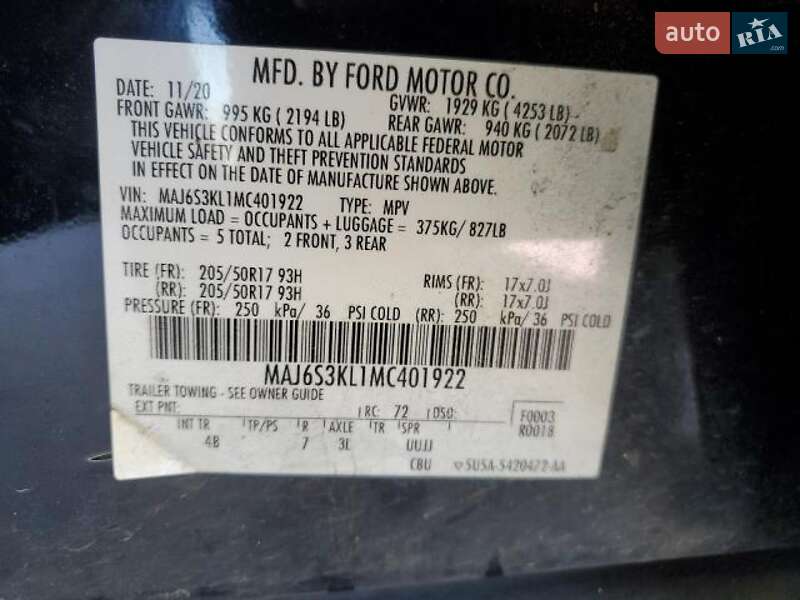 auto RIA.com
MFD. BY FORD MOTOR CO.
DATE: 11/20 GVWR: 1929 KG ( 4253 LB)
FRONT GAWR: 995 KG ( 2194 LB) REAR GAWR: 940 KG ( 2072 LB)
THIS VEHICLE CONFORMS TO ALL APPLICABLE FEDERAL MOTOR
VEHICLE SAFETY AND THEFT PREVENTION STANDARDS
IN EFFECT ON THE DATE OF MANUFACTURE SHOWN ABOVE.
VIN: MAJ6S3KL1MC401922 TYPE: MPV
MAXIMUM LOAD = OCCUPANTS + LUGGAGE = 375KG/ 827LB
OCCUPANTS = 5 TOTAL; 2 FRONT, 3 REAR
TIRE (FR): 205/50R17 93H RIMS (FR): 17x7.0J
(RR): 205/50R17 93H (RR): 17x7.0J
PRESSURE (FR): 250 kPa/ 36 PSI COLD (RR): 250 kPa/ 36 PSI COLD
MAJ6S3KL1MC401922
TRAILER TOWING - SEE OWNER GUIDE
EXT PNT: RC: 72 DSO: F0003
R0018
INT TR TP/PS R AXLE TR SPR
4B 7 3L UUJJ
CBU 5U5A-5420472-AA